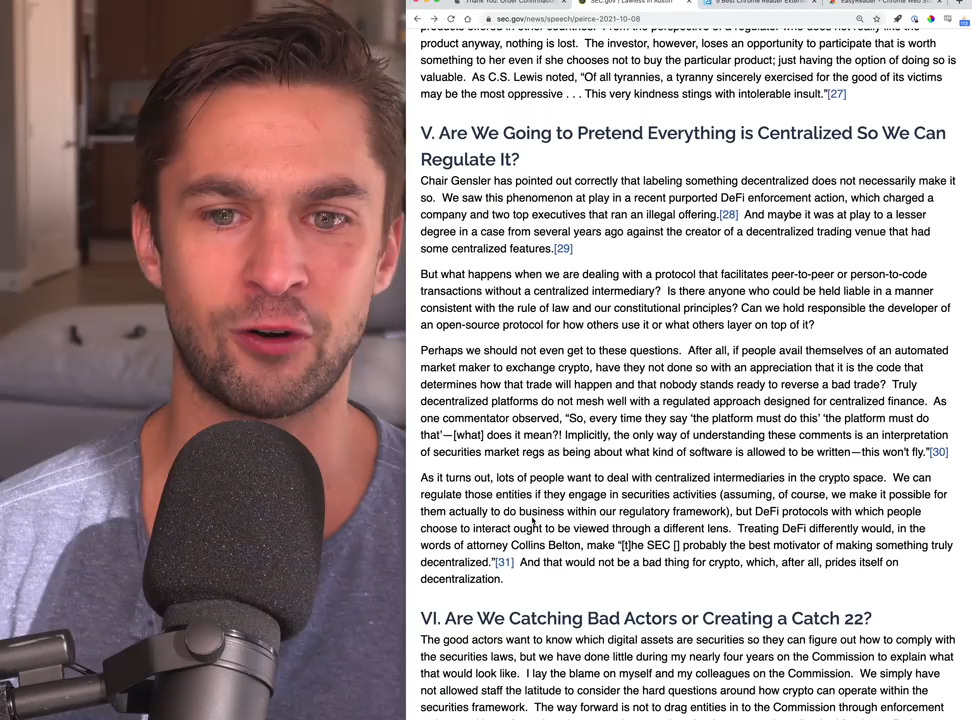 Thank You. Order Confirmatio
SEC.gov | Lawless in Austin
5 Best Chrome Reader Extens
EasyReader - Chrome Web S
sec.gov/news/speech/peirce-2021-10-08
product anyway, nothing is lost. The investor, however, loses an opportunity to participate that is worth
something to her even if she chooses not to buy the particular product; just having the option of doing so is
valuable. As C.S. Lewis noted, “Of all tyrannies, a tyranny sincerely exercised for the good of its victims
may be the most oppressive . . . This very kindness stings with intolerable insult.”[27]
V. Are We Going to Pretend Everything is Centralized So We Can
Regulate It?
Chair Gensler has pointed out correctly that labeling something decentralized does not necessarily make it
so. We saw this phenomenon at play in a recent purported DeFi enforcement action, which charged a
company and two top executives that ran an illegal offering.[28] And maybe it was at play to a lesser
degree in a case from several years ago against the creator of a decentralized trading venue that had
some centralized features.[29]
But what happens when we are dealing with a protocol that facilitates peer-to-peer or person-to-code
transactions without a centralized intermediary? Is there anyone who could be held liable in a manner
consistent with the rule of law and our constitutional principles? Can we hold responsible the developer of
an open-source protocol for how others use it or what others layer on top of it?
Perhaps we should not even get to these questions. After all, if people avail themselves of an automated
market maker to exchange crypto, have they not done so with an appreciation that it is the code that
determines how that trade will happen and that nobody stands ready to reverse a bad trade? Truly
decentralized platforms do not mesh well with a regulated approach designed for centralized finance. As
one commentator observed, “So, every time they say ‘the platform must do this’ ‘the platform must do
that’—[what] does it mean?! Implicitly, the only way of understanding these comments is an interpretation
of securities market regs as being about what kind of software is allowed to be written—this won’t fly.”[30]
As it turns out, lots of people want to deal with centralized intermediaries in the crypto space. We can
regulate those entities if they engage in securities activities (assuming, of course, we make it possible for
them actually to do business within our regulatory framework), but DeFi protocols with which people
choose to interact ought to be viewed through a different lens. Treating DeFi differently would, in the
words of attorney Collins Belton, make “[t]he SEC [] probably the best motivator of making something truly
decentralized.”[31] And that would not be a bad thing for crypto, which, after all, prides itself on
decentralization.
VI. Are We Catching Bad Actors or Creating a Catch 22?
The good actors want to know which digital assets are securities so they can figure out how to comply with
the securities laws, but we have done little during my nearly four years on the Commission to explain what
that would look like. I lay the blame on myself and my colleagues on the Commission. We simply have
not allowed staff the latitude to consider the hard questions around how crypto can operate within the
securities framework. The way forward is not to drag entities in to the Commission through enforcement